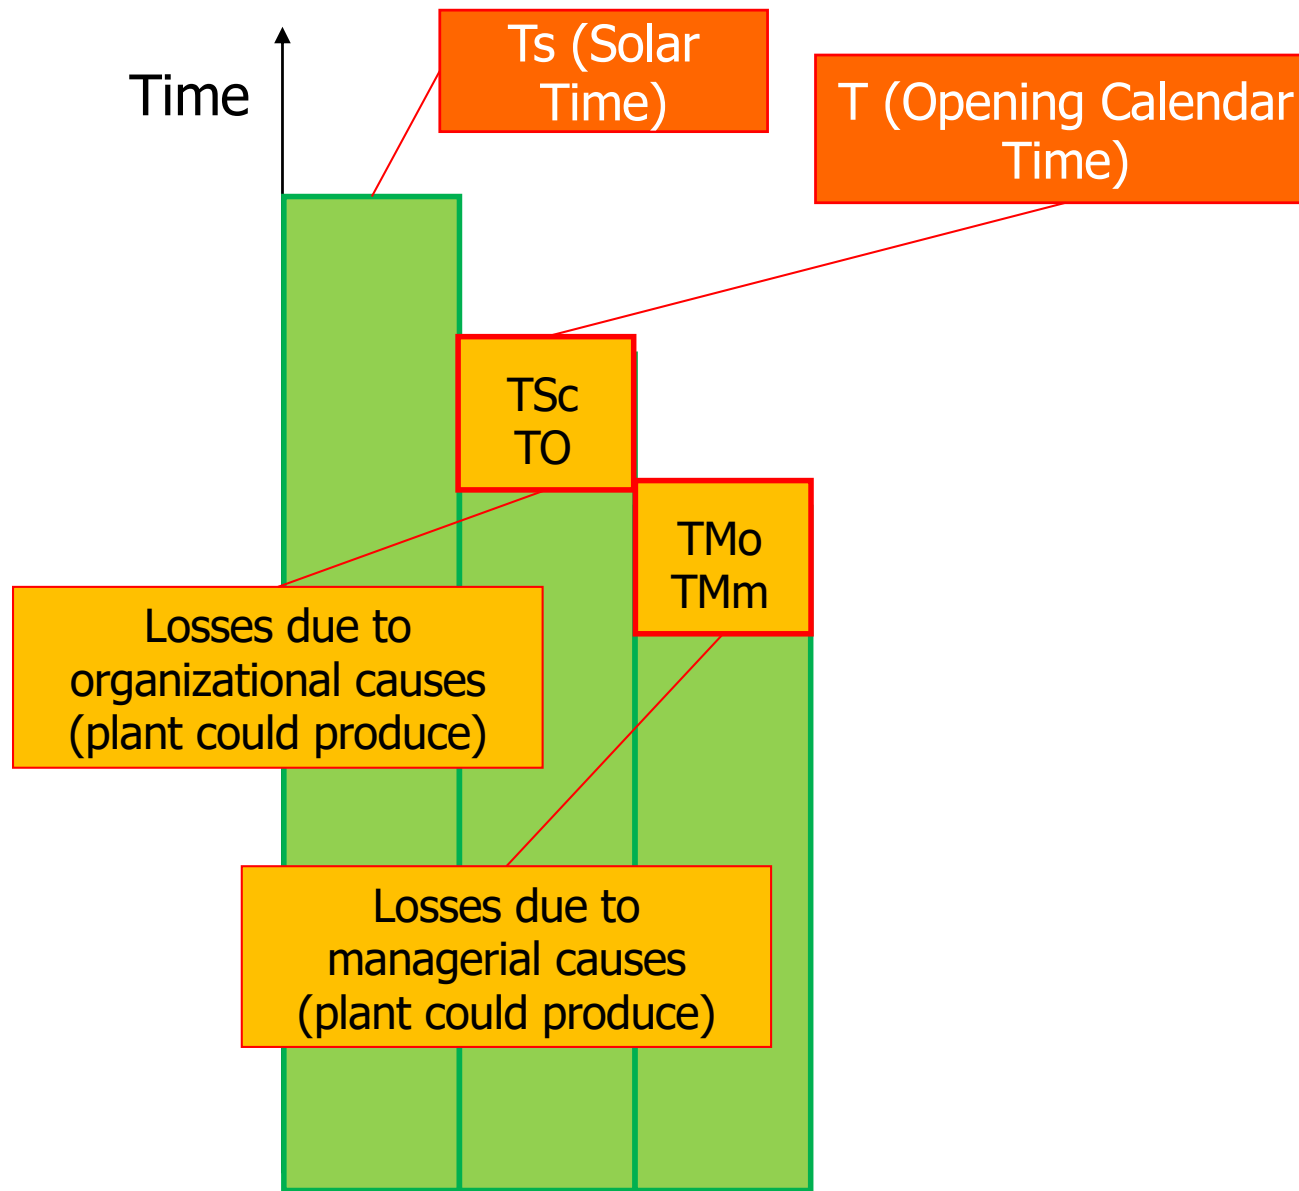 Time
Ts (Solar
Time)
T (Opening Calendar
Time)
TSc
TO
TMo
TMm
Losses due to
organizational causes
(plant could produce)
Losses due to
managerial causes
(plant could produce)